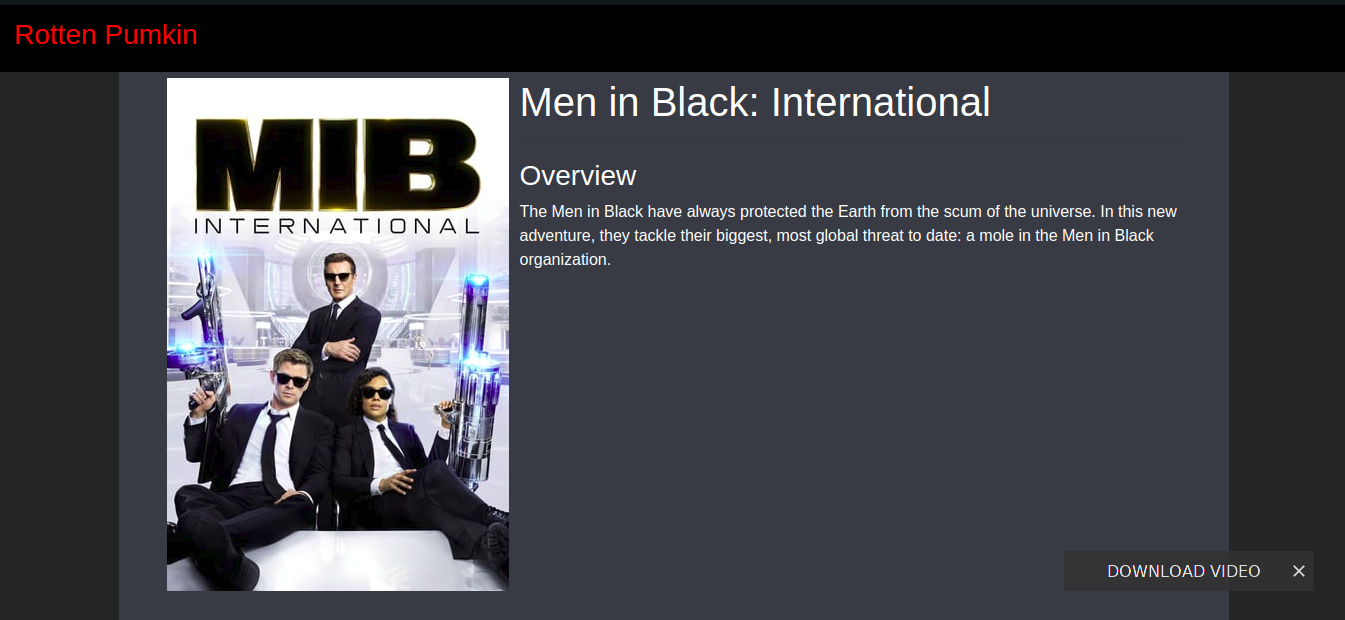 Rotten Pumkin
MIB
INTERNATIONAL
Men in Black: International
Overview
The Men in Black have always protected the Earth from the scum of the universe. In this new
adventure, they tackle their biggest, most global threat to date: a mole in the Men in Black
organization.
DOWNLOAD VIDEO